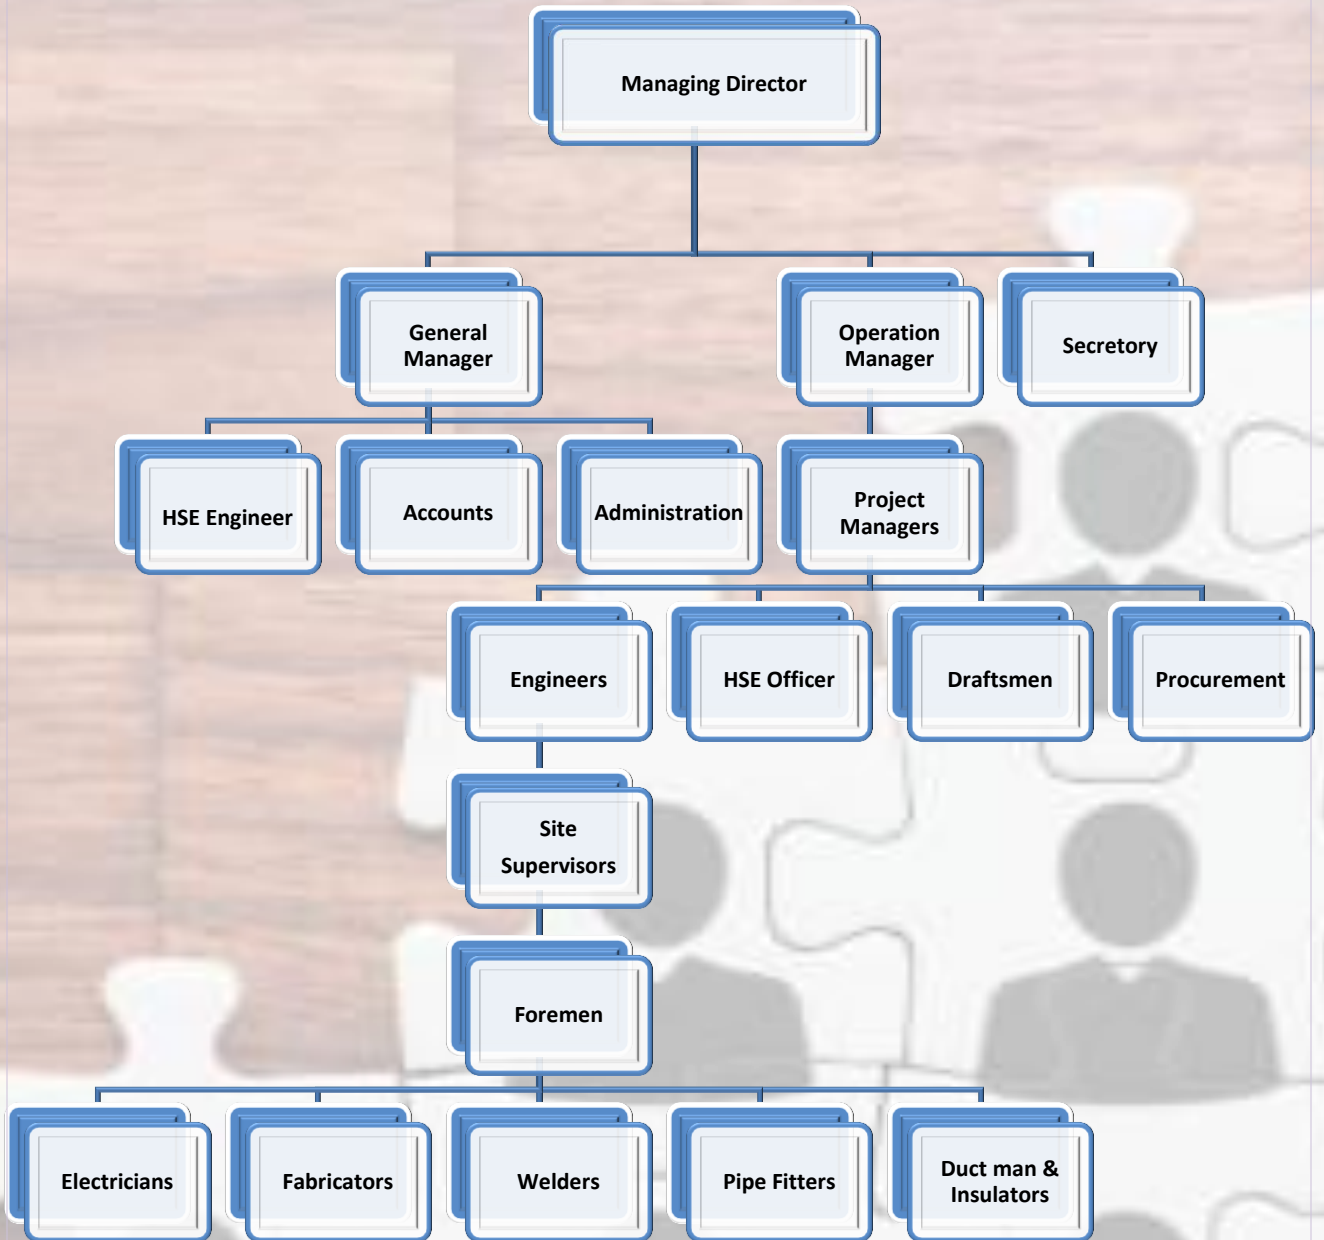 Managing Director
General
Manager
Operation
Manager
Secretory
HSE Engineer
Accounts
Administration
Project
Managers
Engineers
HSE Officer
Draftsmen
Procurement
Site
Supervisors
Foremen
Electricians
Fabricators
Welders
Pipe Fitters
Duct man &
Insulators